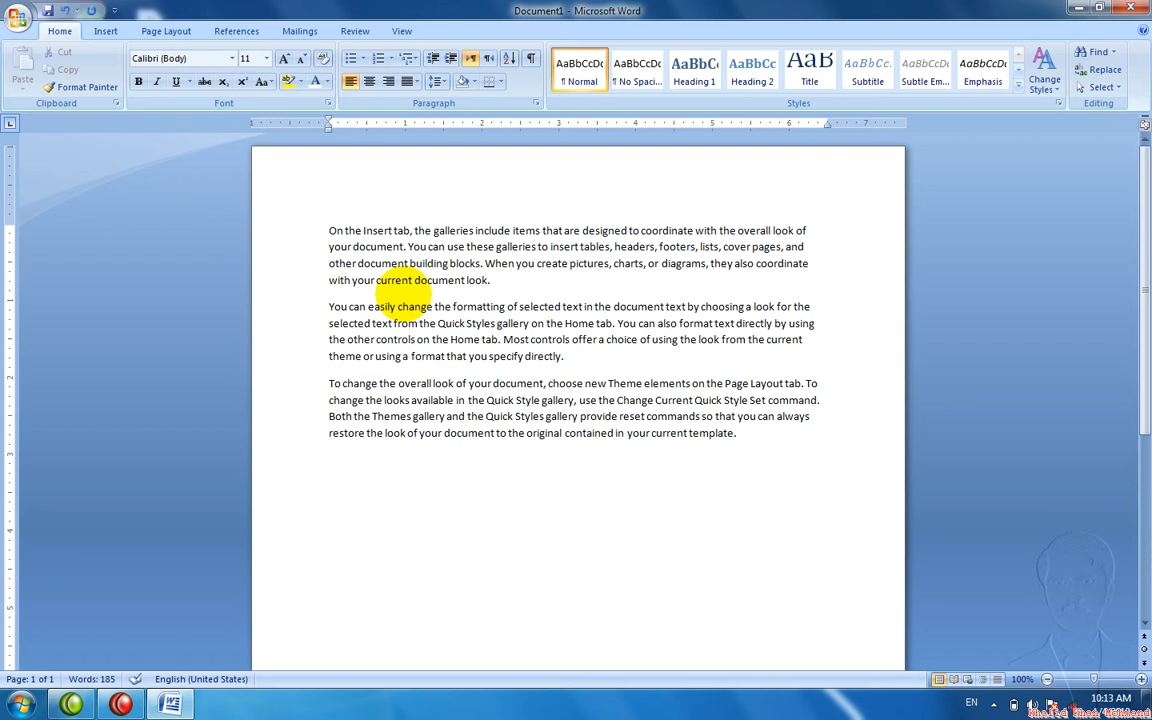 Document1 - Microsoft Word
Home Insert Page Layout References Mailings Review View
Paste
Cut
Copy
Format Painter
Clipboard
Calibri (Body) 11
Font
Paragraph
AaBbCcDc AaBbCcDc AaBbC AaBbCc AaB AaBbCc. AaBbCcDc AaBbCcDc
¶ Normal ¶ No Spaci... Heading 1 Heading 2 Title Subtitle Subtle Em... Emphasis
Change Styles
Styles
Find
Replace
Select
Editing
1 1 2 3 4 5 6 7
On the Insert tab, the galleries include items that are designed to coordinate with the overall look of
your document. You can use these galleries to insert tables, headers, footers, lists, cover pages, and
other document building blocks. When you create pictures, charts, or diagrams, they also coordinate
with your current document look.
You can easily change the formatting of selected text in the document text by choosing a look for the
selected text from the Quick Styles gallery on the Home tab. You can also format text directly by using
the other controls on the Home tab. Most controls offer a choice of using the look from the current
theme or using a format that you specify directly.
To change the overall look of your document, choose new Theme elements on the Page Layout tab. To
change the looks available in the Quick Style gallery, use the Change Current Quick Style Set command.
Both the Themes gallery and the Quick Styles gallery provide reset commands so that you can always
restore the look of your document to the original contained in your current template.
Page: 1 of 1 Words: 185 English (United States) 100%
EN 10:13 AM